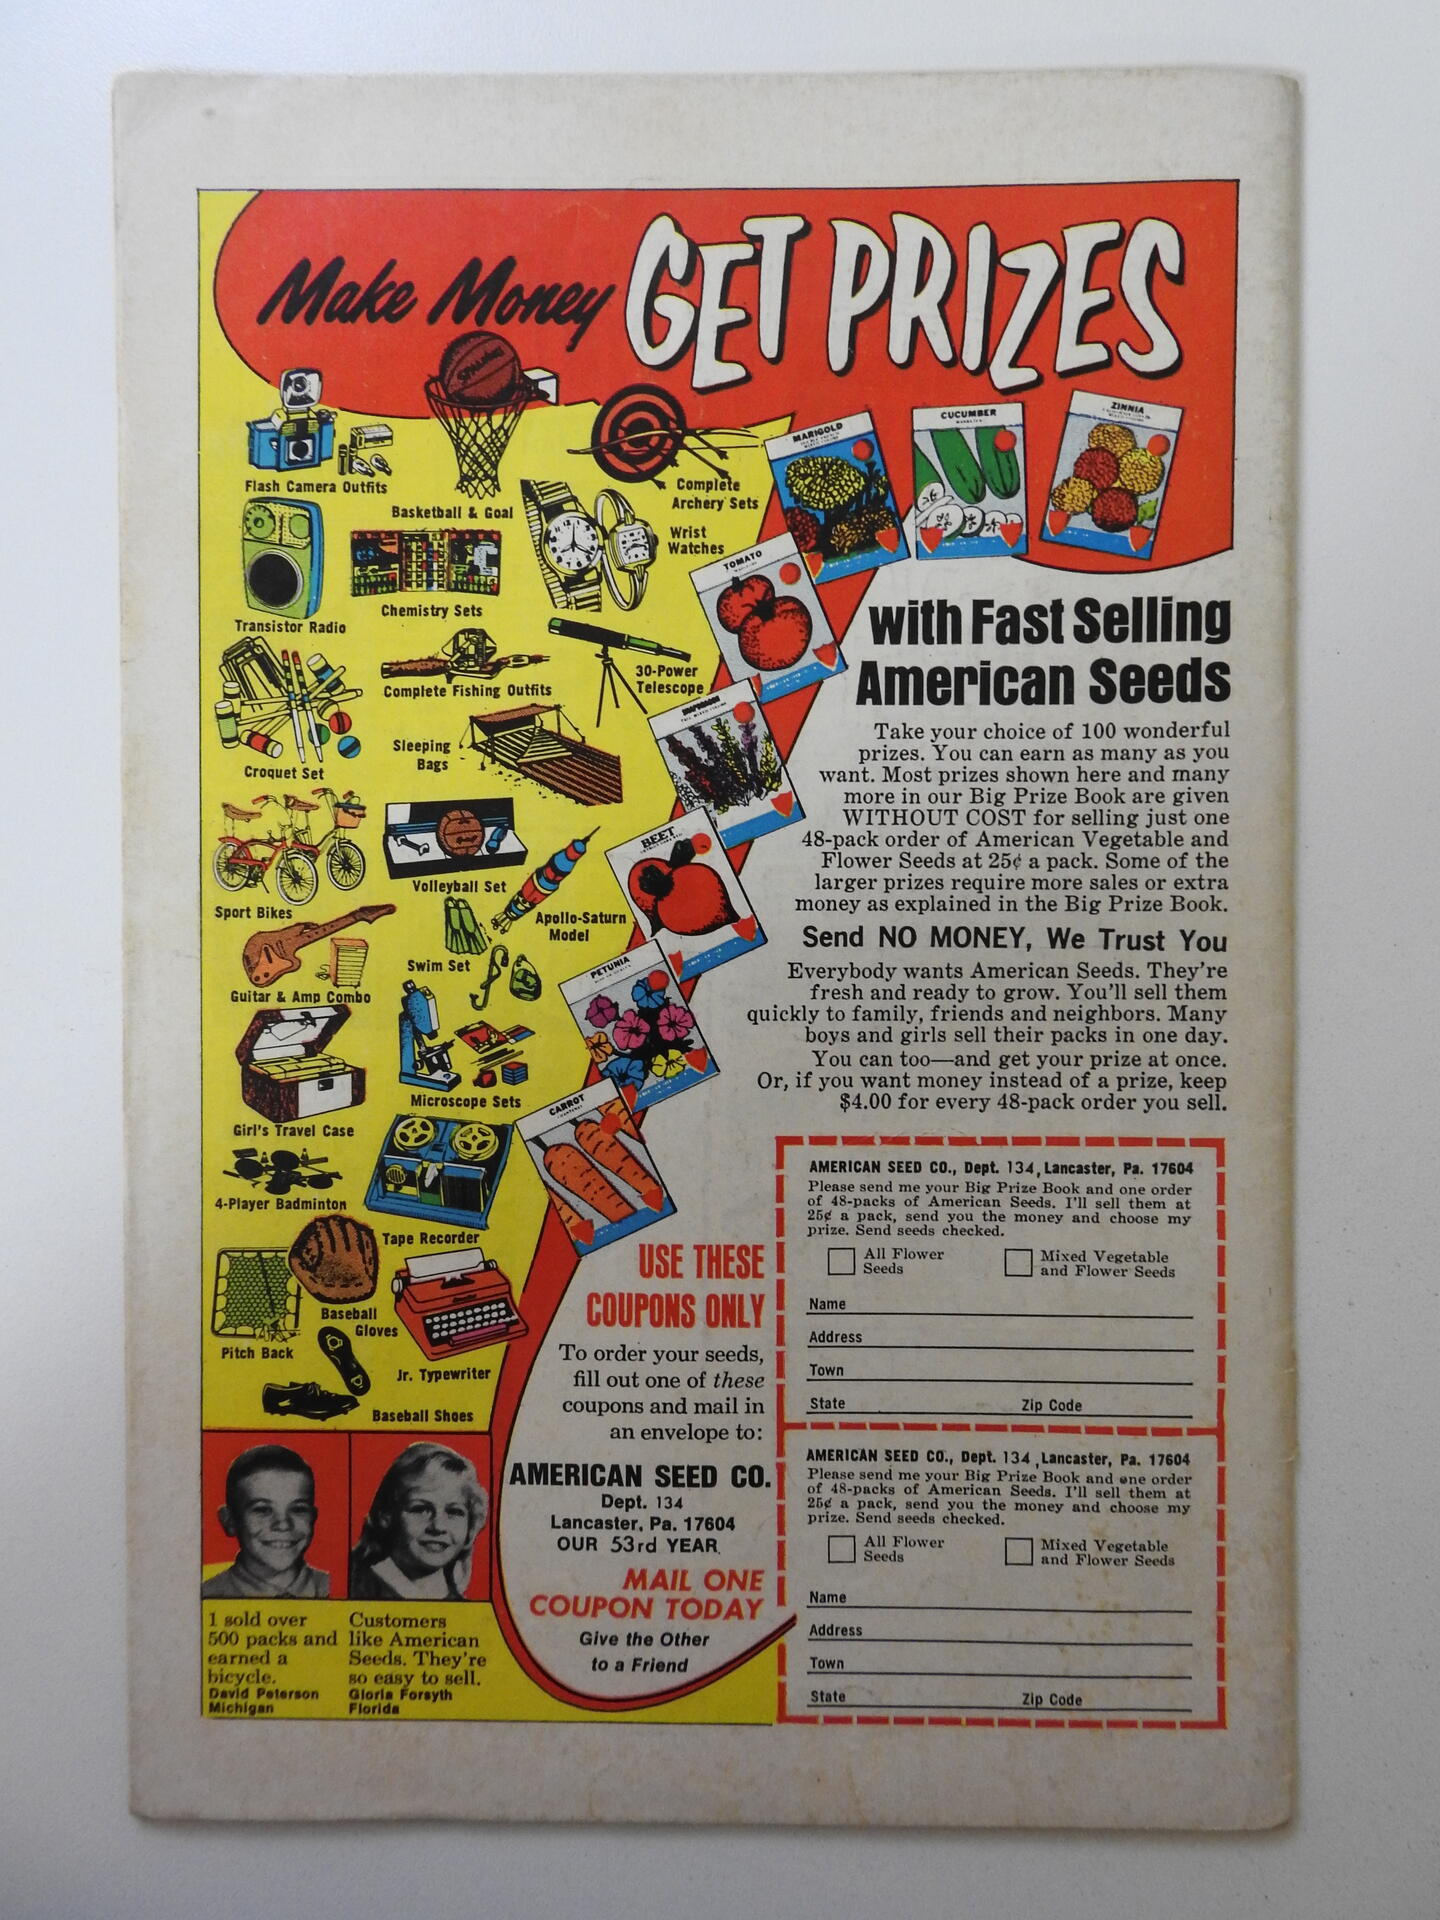 Make Money GET PRIZES
Flash Camera Outfits
Basketball & Goal
Complete
Archery Sets
Wrist
Watches
Transistor Radio
Chemistry Sets
Complete Fishing Outfits
30-Power
Telescope
Croquet Set
Sleeping
Bags
Sport Bikes
Volleyball Set
Apollo-Saturn
Model
Guitar & Amp Combo
Swim Set
Girl's Travel Case
Microscope Sets
4-Player Badminton
Tape Recorder
Pitch Back
Baseball
Gloves
Jr. Typewriter
Baseball Shoes
MARIGOLD
CUCUMBER
ZINNIA
TOMATO
SNAPDRAGON
BEET
PETUNIA
CARROT
with Fast Selling
American Seeds
Take your choice of 100 wonderful
prizes. You can earn as many as you
want. Most prizes shown here and many
more in our Big Prize Book are given
WITHOUT COST for selling just one
48-pack order of American Vegetable and
Flower Seeds at 25¢ a pack. Some of the
larger prizes require more sales or extra
money as explained in the Big Prize Book.
Send NO MONEY, We Trust You
Everybody wants American Seeds. They're
fresh and ready to grow. You'll sell them
quickly to family, friends and neighbors. Many
boys and girls sell their packs in one day.
You can too—and get your prize at once.
Or, if you want money instead of a prize, keep
$4.00 for every 48-pack order you sell.
USE THESE
COUPONS ONLY
To order your seeds,
fill out one of these
coupons and mail in
an envelope to:
AMERICAN SEED CO.
Dept. 134
Lancaster, Pa. 17604
OUR 53rd YEAR
MAIL ONE
COUPON TODAY
Give the Other
to a Friend
AMERICAN SEED CO., Dept. 134, Lancaster, Pa. 17604
Please send me your Big Prize Book and one order
of 48-packs of American Seeds. I'll sell them at
25¢ a pack, send you the money and choose my
prize. Send seeds checked.
All Flower
Seeds
Mixed Vegetable
and Flower Seeds
Name
Address
Town
State Zip Code
AMERICAN SEED CO., Dept. 134, Lancaster, Pa. 17604
Please send me your Big Prize Book and one order
of 48-packs of American Seeds. I'll sell them at
25¢ a pack, send you the money and choose my
prize. Send seeds checked.
All Flower
Seeds
Mixed Vegetable
and Flower Seeds
Name
Address
Town
State Zip Code
I sold over
500 packs and
earned a
bicycle.
David Peterson
Michigan
Customers
like American
Seeds. They're
so easy to sell.
Gloria Forsyth
Florida